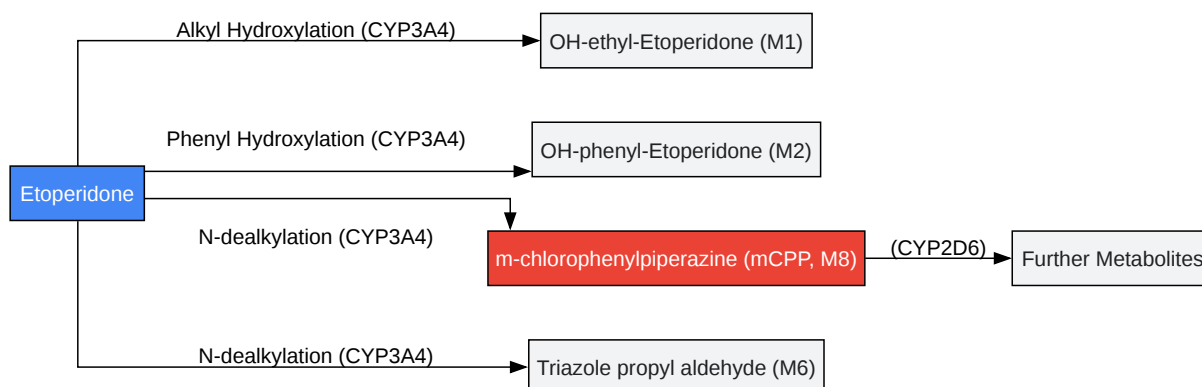 Alkyl Hydroxylation (CYP3A4)
OH-ethyl-Etoperidone (M1)
Phenyl Hydroxylation (CYP3A4)
OH-phenyl-Etoperidone (M2)
Etoperidone
N-dealkylation (CYP3A4)
m-chlorophenylpiperazine (mCPP, M8)
(CYP2D6)
Further Metabolites
N-dealkylation (CYP3A4)
Triazole propyl aldehyde (M6)